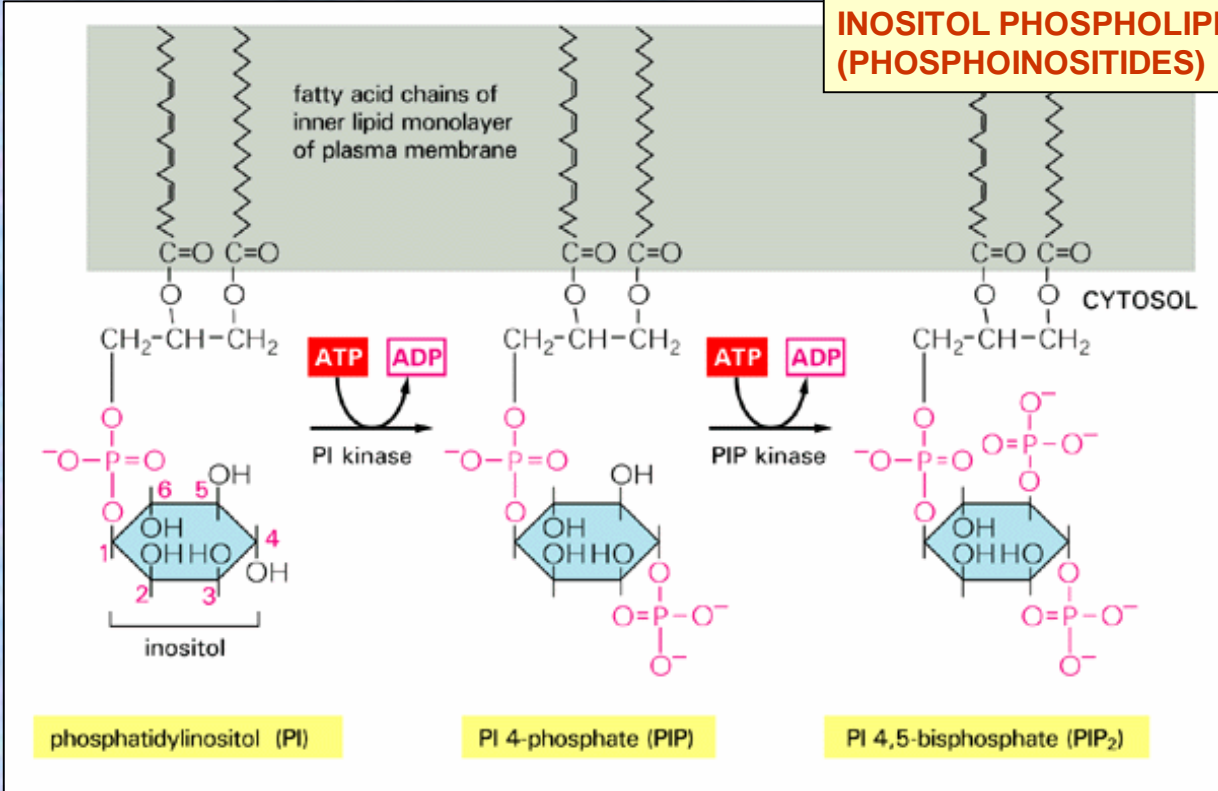 INOSITOL PHOSPHOLIPI
(PHOSPHOINOSITIDES)
fatty acid chains of
inner lipid monolayer
of plasma membrane
C=O C=O C=O C=O C=O C=O
O O O O O O CYTOSOL
CH₂-CH-CH₂ CH₂-CH-CH₂ CH₂-CH-CH₂
ATP ADP ATP ADP
PI kinase PIP kinase
O O O O⁻
⁻O-P=O ⁻O-P=O ⁻O-P=O O=P-O⁻
O O O O
6 5 OH OH
OH OH OH
1 4
OH HO OH HO OH HO
OH O O
2 3
O=P-O⁻ O=P-O⁻
O⁻ O⁻
inositol
phosphatidylinositol (PI) PI 4-phosphate (PIP) PI 4,5-bisphosphate (PIP₂)